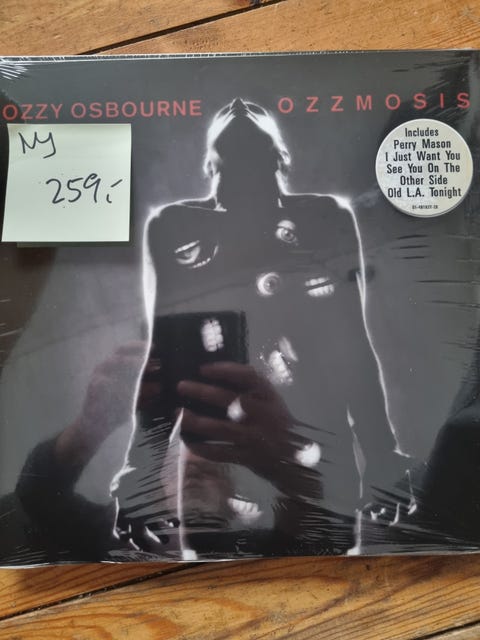 OZZY OSBOURNE OZZMOSIS
Ny
259,-
Includes
Perry Mason
I Just Want You
See You On The
Other Side
Old L.A. Tonight